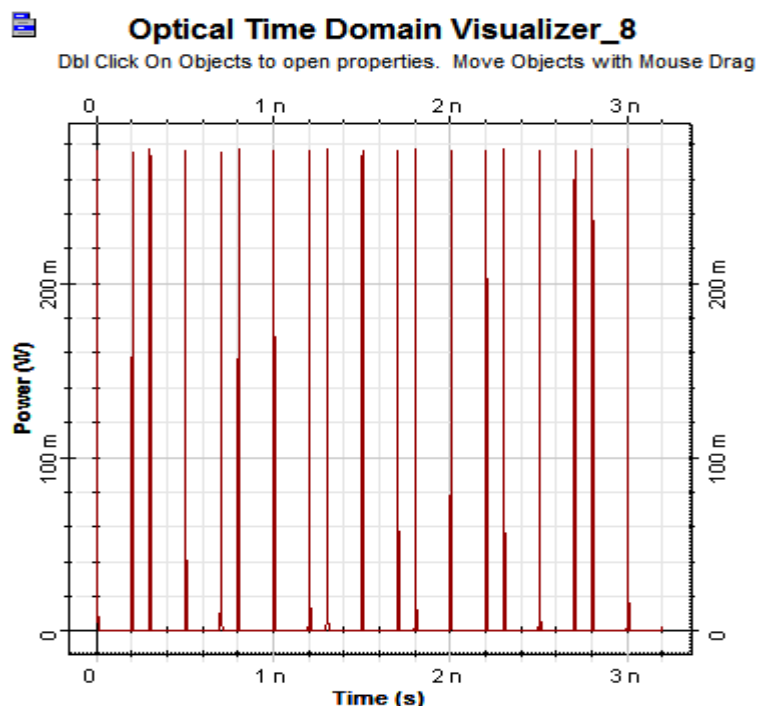 Optical Time Domain Visualizer_8
Dbl Click On Objects to open properties. Move Objects with Mouse Drag
0 1 n 2 n 3 n
Power (W)
200 m
100 m
0
200 m
100 m
0
0 1 n 2 n 3 n
Time (s)